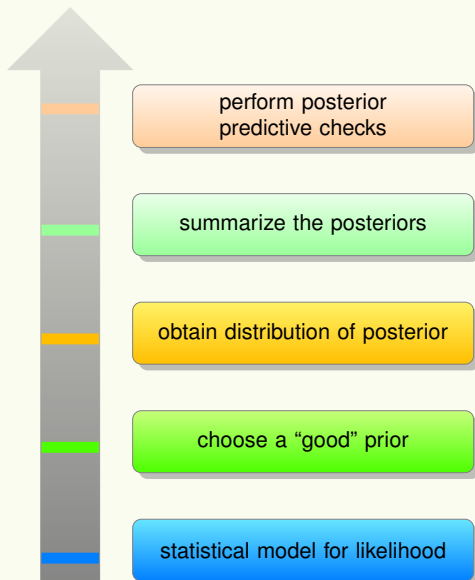 perform posterior
predictive checks
summarize the posteriors
obtain distribution of posterior
choose a “good” prior
statistical model for likelihood